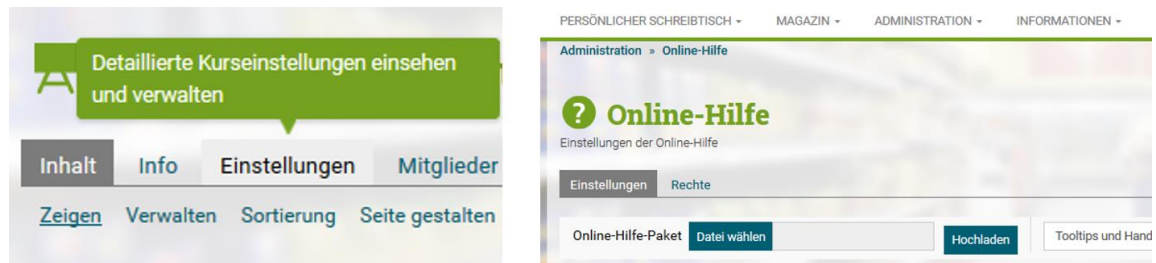 Detaillierte Kurseinstellungen einsehen
und verwalten
Inhalt Info Einstellungen Mitglieder
Zeigen Verwalten Sortierung Seite gestalten
PERSÖNLICHER SCHREIBTISCH MAGAZIN ADMINISTRATION INFORMATIONEN
Administration » Online-Hilfe
? Online-Hilfe
Einstellungen der Online-Hilfe
Einstellungen Rechte
Online-Hilfe-Paket Datei wählen Hochladen Tooltips und Hand